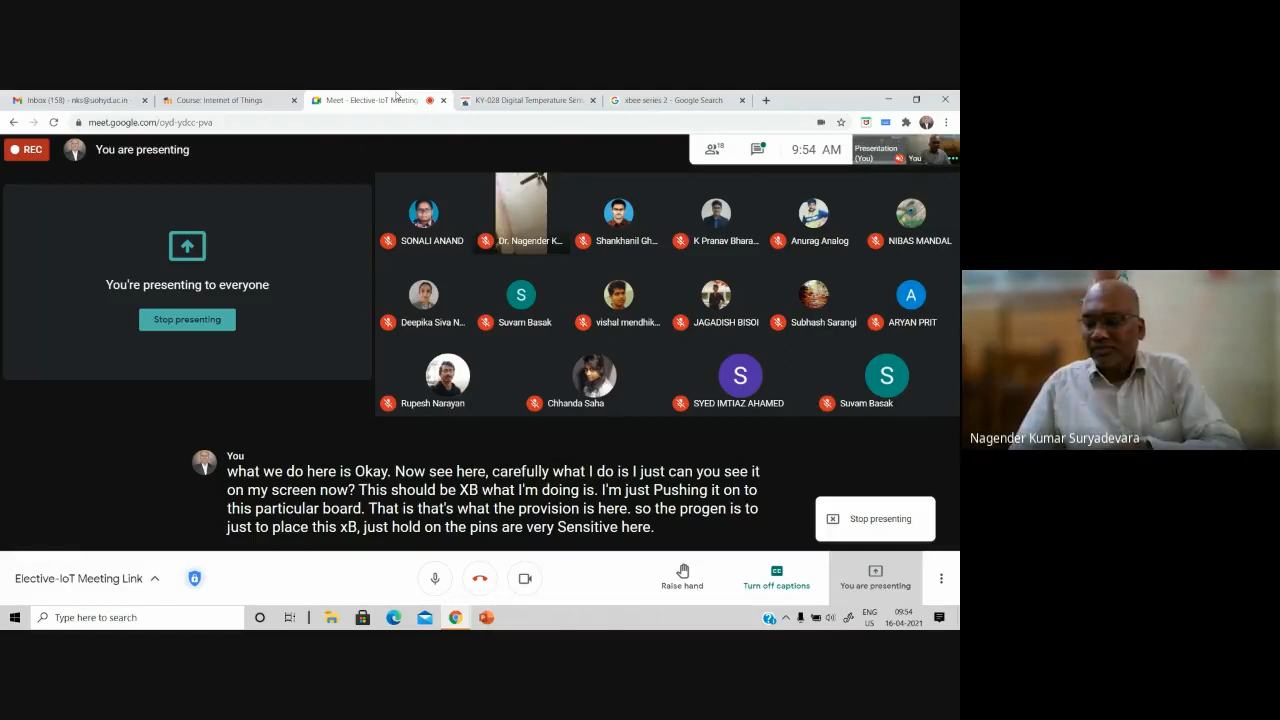 Inbox (158) - nks@uohyd.ac.in -
Course: Internet of Things
Meet - Elective-IoT Meeting
KY-028 Digital Temperature Sens
xbee series 2 - Google Search
meet.google.com/oyd-ydcc-pva
REC
You are presenting
18
9:54 AM
Presentation
(You)
You
You're presenting to everyone
Stop presenting
SONALI ANAND
Dr. Nagender K...
Shankhanil Gh...
K Pranav Bhara...
Anurag Analog
NIBAS MANDAL
Deepika Siva N...
S
Suvam Basak
vishal mendhik...
JAGADISH BISOI
Subhash Sarangi
A
ARYAN PRIT
Rupesh Narayan
Chhanda Saha
S
SYED IMTIAZ AHAMED
S
Suvam Basak
Nagender Kumar Suryadevara
You
what we do here is Okay. Now see here, carefully what I do is I just can you see it
on my screen now? This should be XB what I'm doing is. I'm just Pushing it on to
this particular board. That is that's what the provision is here. so the progen is to
just to place this xB, just hold on the pins are very Sensitive here.
Stop presenting
Elective-IoT Meeting Link
Raise hand
CC
Turn off captions
You are presenting
Type here to search
ENG
US
09:54
16-04-2021